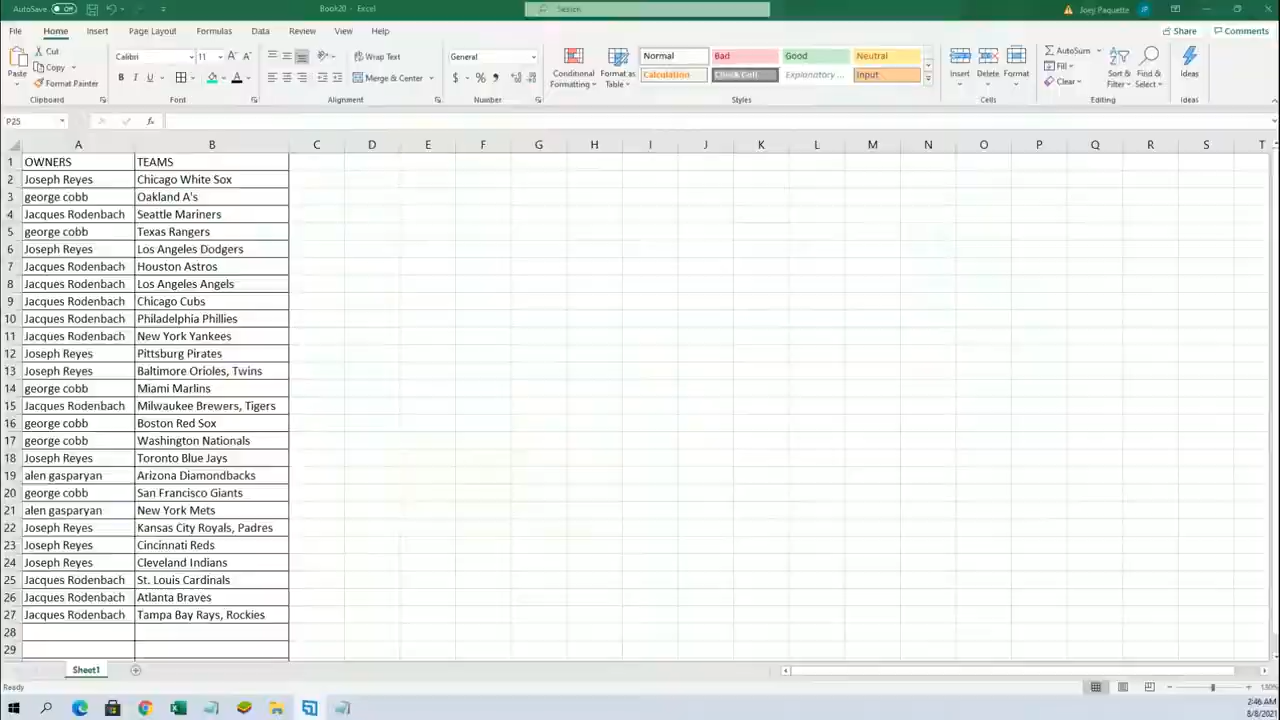 AutoSave Off Book20 - Excel Search Joey Paquette JP
File Home Insert Page Layout Formulas Data Review View Help Share Comments
Paste Cut Copy Format Painter Clipboard
Calibri 11 B I U A Font
Wrap Text Merge & Center Alignment
General $ % Number
Conditional Formatting Format as Table
Normal Bad Good Neutral
Calculation Check Cell Explanatory ... Input
Styles
Insert Delete Format Cells
AutoSum Fill Clear Sort & Filter Find & Select Editing
Ideas Ideas
P25 fx
A B C D E F G H I J K L M N O P Q R S T
1 OWNERS TEAMS
2 Joseph Reyes Chicago White Sox
3 george cobb Oakland A's
4 Jacques Rodenbach Seattle Mariners
5 george cobb Texas Rangers
6 Joseph Reyes Los Angeles Dodgers
7 Jacques Rodenbach Houston Astros
8 Jacques Rodenbach Los Angeles Angels
9 Jacques Rodenbach Chicago Cubs
10 Jacques Rodenbach Philadelphia Phillies
11 Jacques Rodenbach New York Yankees
12 Joseph Reyes Pittsburg Pirates
13 Joseph Reyes Baltimore Orioles, Twins
14 george cobb Miami Marlins
15 Jacques Rodenbach Milwaukee Brewers, Tigers
16 george cobb Boston Red Sox
17 george cobb Washington Nationals
18 Joseph Reyes Toronto Blue Jays
19 alen gasparyan Arizona Diamondbacks
20 george cobb San Francisco Giants
21 alen gasparyan New York Mets
22 Joseph Reyes Kansas City Royals, Padres
23 Joseph Reyes Cincinnati Reds
24 Joseph Reyes Cleveland Indians
25 Jacques Rodenbach St. Louis Cardinals
26 Jacques Rodenbach Atlanta Braves
27 Jacques Rodenbach Tampa Bay Rays, Rockies
28
29
Sheet1
Ready 130%
2:46 AM
8/8/2021